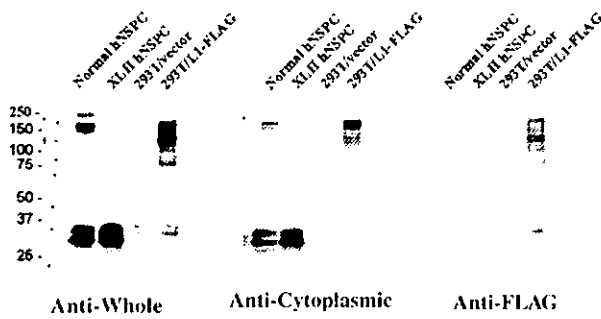 Normal hNSPC
XLH hNSPC
293T/vector
293T/L1-FLAG
Normal hNSPC
XLH hNSPC
293T/vector
293T/L1-FLAG
Normal hNSPC
XLH hNSPC
293T/vector
293T/L1-FLAG
250 -
150 -
100 -
75 -
50 -
37 -
26 -
Anti-Whole
Anti-Cytoplasmic
Anti-FLAG